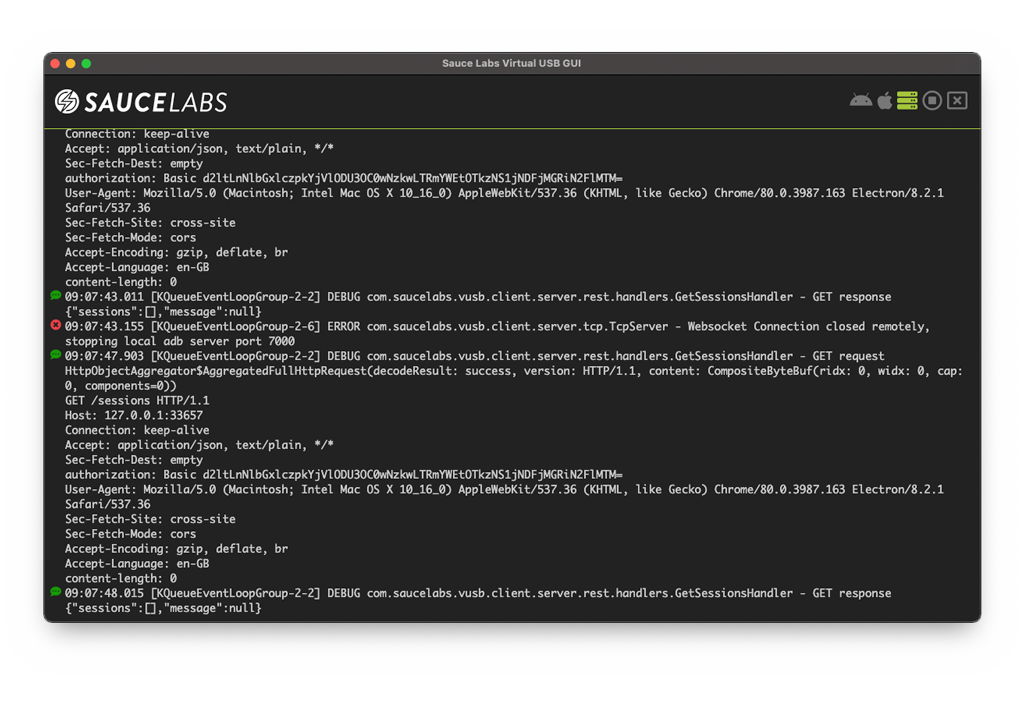 Sauce Labs Virtual USB GUI
SAUCELABS
Connection: keep-alive
Accept: application/json, text/plain, */*
Sec-Fetch-Dest: empty
authorization: Basic d2ltLnNlbGxlczpkYjVlODU3OC0wNzkwLTRmYWEtOTkzNS1jNDFjMGRiN2FlMTM=
User-Agent: Mozilla/5.0 (Macintosh; Intel Mac OS X 10_16_0) AppleWebKit/537.36 (KHTML, like Gecko) Chrome/80.0.3987.163 Electron/8.2.1
Safari/537.36
Sec-Fetch-Site: cross-site
Sec-Fetch-Mode: cors
Accept-Encoding: gzip, deflate, br
Accept-Language: en-GB
content-length: 0
09:07:43.011 [KQueueEventLoopGroup-2-2] DEBUG com.saucelabs.vusb.client.server.rest.handlers.GetSessionsHandler - GET response
{"sessions":[],"message":null}
09:07:43.155 [KQueueEventLoopGroup-2-6] ERROR com.saucelabs.vusb.client.server.tcp.TcpServer - Websocket Connection closed remotely,
stopping local adb server port 7000
09:07:47.903 [KQueueEventLoopGroup-2-2] DEBUG com.saucelabs.vusb.client.server.rest.handlers.GetSessionsHandler - GET request
HttpObjectAggregator$AggregatedFullHttpRequest(decodeResult: success, version: HTTP/1.1, content: CompositeByteBuf(ridx: 0, widx: 0, cap:
0, components=0))
GET /sessions HTTP/1.1
Host: 127.0.0.1:33657
Connection: keep-alive
Accept: application/json, text/plain, */*
Sec-Fetch-Dest: empty
authorization: Basic d2ltLnNlbGxlczpkYjVlODU3OC0wNzkwLTRmYWEtOTkzNS1jNDFjMGRiN2FlMTM=
User-Agent: Mozilla/5.0 (Macintosh; Intel Mac OS X 10_16_0) AppleWebKit/537.36 (KHTML, like Gecko) Chrome/80.0.3987.163 Electron/8.2.1
Safari/537.36
Sec-Fetch-Site: cross-site
Sec-Fetch-Mode: cors
Accept-Encoding: gzip, deflate, br
Accept-Language: en-GB
content-length: 0
09:07:48.015 [KQueueEventLoopGroup-2-2] DEBUG com.saucelabs.vusb.client.server.rest.handlers.GetSessionsHandler - GET response
{"sessions":[],"message":null}